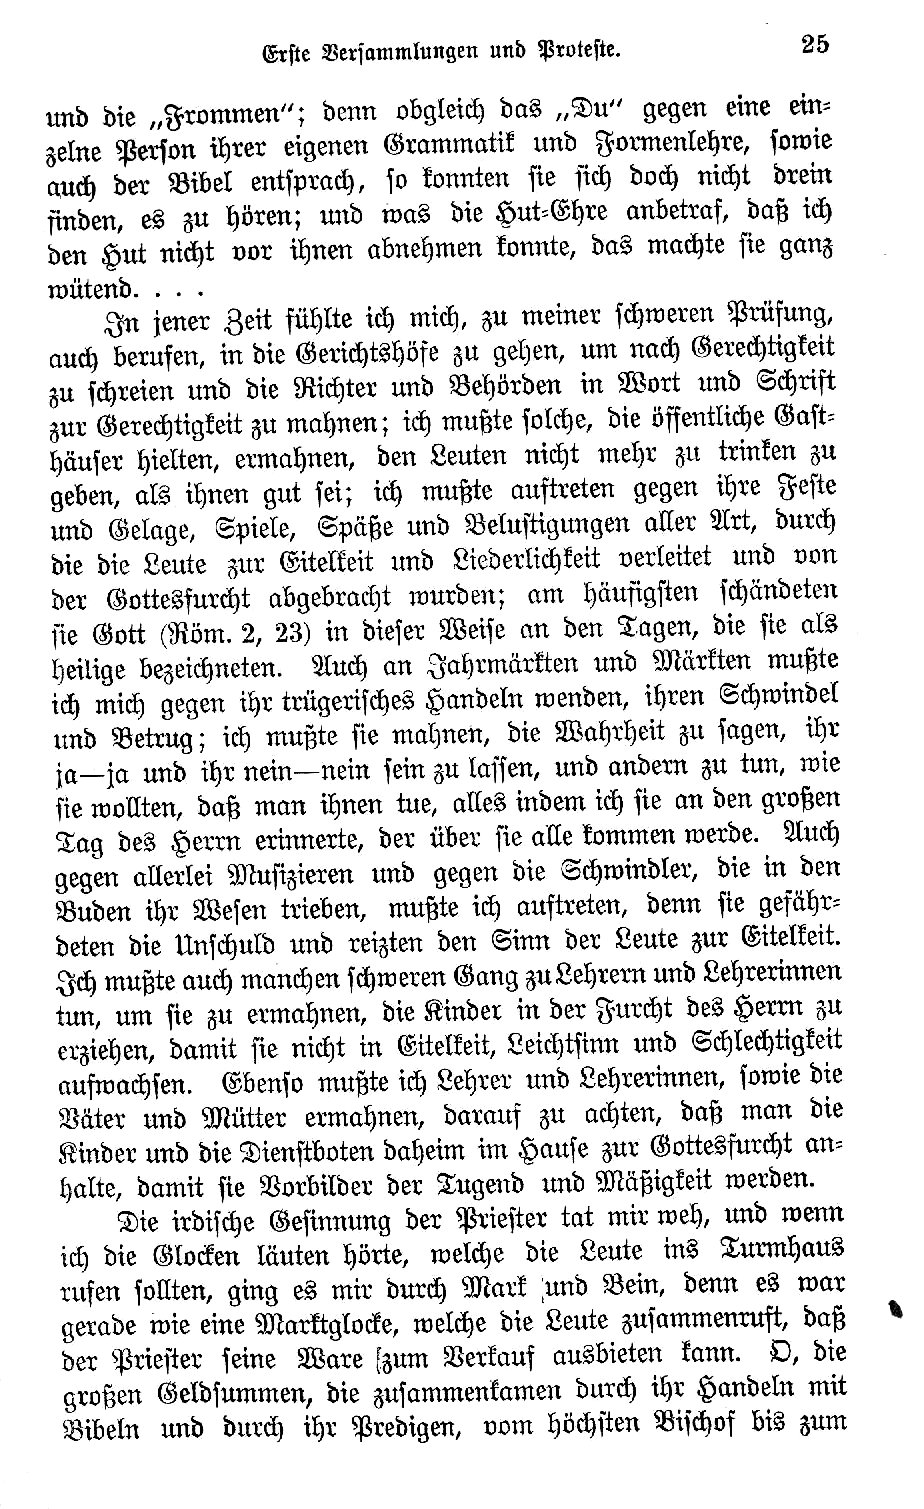 Erste Versammlungen und Proteste. 25
und die „Frommen“; denn obgleich das „Du“ gegen eine ein-
zelne Person ihrer eigenen Grammatik und Formenlehre, sowie
auch der Bibel entsprach, so konnten sie sich doch nicht drein
finden, es zu hören; und was die Hut-Ehre anbetraf, daß ich
den Hut nicht vor ihnen abnehmen konnte, das machte sie ganz
wütend. . . .
In jener Zeit fühlte ich mich, zu meiner schweren Prüfung,
auch berufen, in die Gerichtshöfe zu gehen, um nach Gerechtigkeit
zu schreien und die Richter und Behörden in Wort und Schrift
zur Gerechtigkeit zu mahnen; ich mußte solche, die öffentliche Gast-
häuser hielten, ermahnen, den Leuten nicht mehr zu trinken zu
geben, als ihnen gut sei; ich mußte auftreten gegen ihre Feste
und Gelage, Spiele, Späße und Belustigungen aller Art, durch
die die Leute zur Eitelkeit und Liederlichkeit verleitet und von
der Gottesfurcht abgebracht wurden; am häufigsten schändeten
sie Gott (Röm. 2, 23) in dieser Weise an den Tagen, die sie als
heilige bezeichneten. Auch an Jahrmärkten und Märkten mußte
ich mich gegen ihr trügerisches Handeln wenden, ihren Schwindel
und Betrug; ich mußte sie mahnen, die Wahrheit zu sagen, ihr
ja—ja und ihr nein—nein sein zu lassen, und andern zu tun, wie
sie wollten, daß man ihnen tue, alles indem ich sie an den großen
Tag des Herrn erinnerte, der über sie alle kommen werde. Auch
gegen allerlei Musizieren und gegen die Schwindler, die in den
Buden ihr Wesen trieben, mußte ich auftreten, denn sie gefähr-
deten die Unschuld und reizten den Sinn der Leute zur Eitelkeit.
Ich mußte auch manchen schweren Gang zu Lehrern und Lehrerinnen
tun, um sie zu ermahnen, die Kinder in der Furcht des Herrn zu
erziehen, damit sie nicht in Eitelkeit, Leichtsinn und Schlechtigkeit
aufwachsen. Ebenso mußte ich Lehrer und Lehrerinnen, sowie die
Väter und Mütter ermahnen, darauf zu achten, daß man die
Kinder und die Dienstboten daheim im Hause zur Gottesfurcht an-
halte, damit sie Vorbilder der Tugend und Mäßigkeit werden.
Die irdische Gesinnung der Priester tat mir weh, und wenn
ich die Glocken läuten hörte, welche die Leute ins Turmhaus
rufen sollten, ging es mir durch Mark und Bein, denn es war
gerade wie eine Marktglocke, welche die Leute zusammenruft, daß
der Priester seine Ware zum Verkauf ausbieten kann. O, die
großen Geldsummen, die zusammenkamen durch ihr Handeln mit
Bibeln und durch ihr Predigen, vom höchsten Bischof bis zum